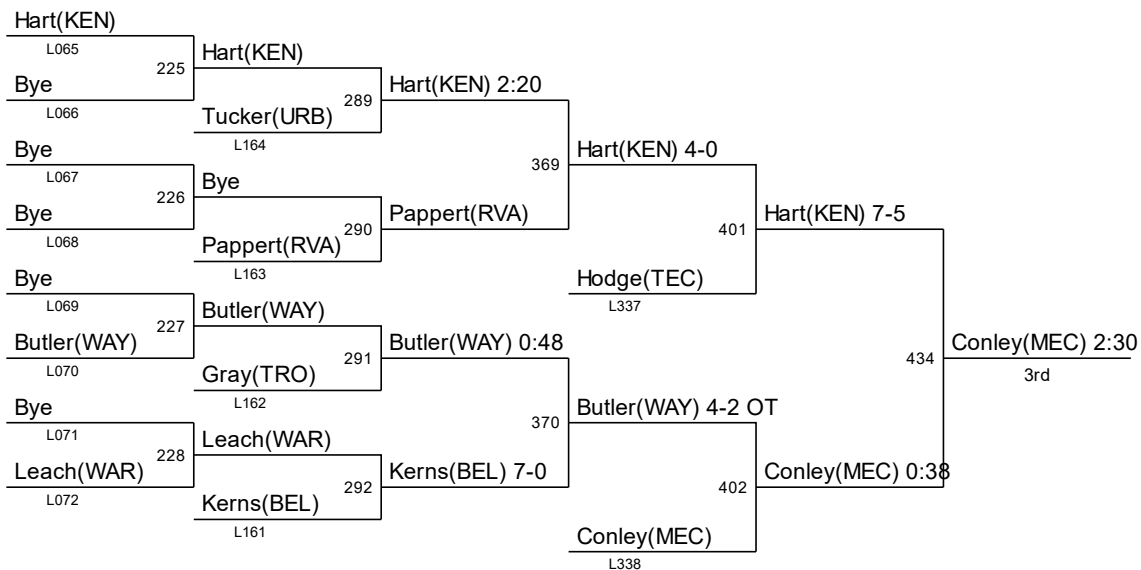 Hart(KEN)
L065
225
Bye
L066
Hart(KEN)
289
Tucker(URB)
L164
Hart(KEN) 2:20
Bye
L067
226
Bye
L068
Bye
290
Pappert(RVA)
L163
Pappert(RVA)
369
Hart(KEN) 4-0
401
Hodge(TEC)
L337
Hart(KEN) 7-5
Bye
L069
227
Butler(WAY)
L070
Butler(WAY)
291
Gray(TRO)
L162
Butler(WAY) 0:48
Bye
L071
228
Leach(WAR)
L072
Leach(WAR)
292
Kerns(BEL)
L161
Kerns(BEL) 7-0
370
Butler(WAY) 4-2 OT
402
Conley(MEC)
L338
Conley(MEC) 0:38
434
Conley(MEC) 2:30
3rd